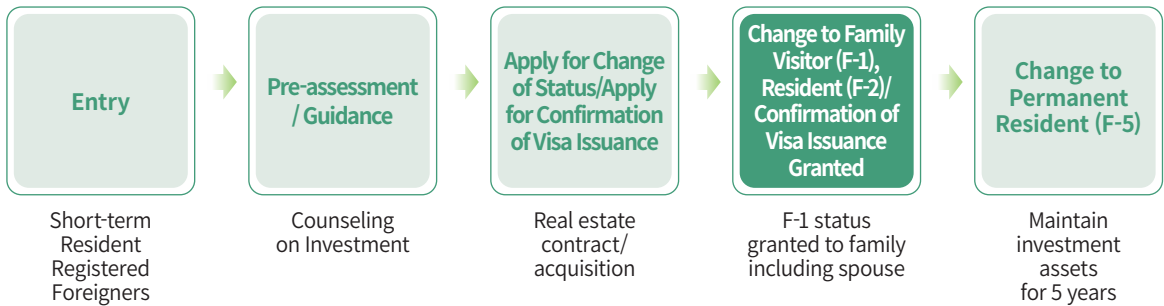 Entry
Pre-assessment
/ Guidance
Apply for Change
of Status/Apply
for Confirmation
of Visa Issuance
Change to Family
Visitor (F-1),
Resident (F-2)/
Confirmation of
Visa Issuance
Granted
Change to
Permanent
Resident (F-5)
Short-term
Resident
Registered
Foreigners
Counseling
on Investment
Real estate
contract/
acquisition
F-1 status
granted to family
including spouse
Maintain
investment
assets
for 5 years